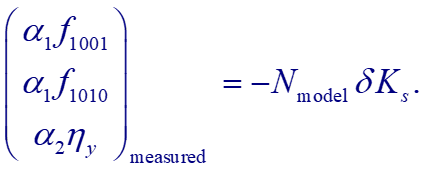 α₁f₁₀₀₁
α₁f₁₀₁₀
α₂η_y
measured
= −N_model δK_s.